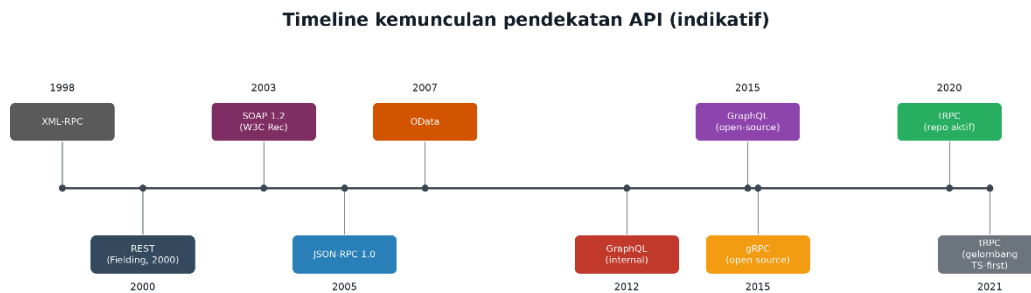 Timeline kemunculan pendekatan API (indikatif)
1998
XML-RPC
2003
SOAP 1.2
(W3C Rec)
2007
OData
2015
GraphQL
(open-source)
2020
tRPC
(repo aktif)
REST
(Fielding, 2000)
2000
JSON-RPC 1.0
2005
GraphQL
(internal)
2012
gRPC
(open source)
2015
tRPC
(gelombang
TS-first)
2021